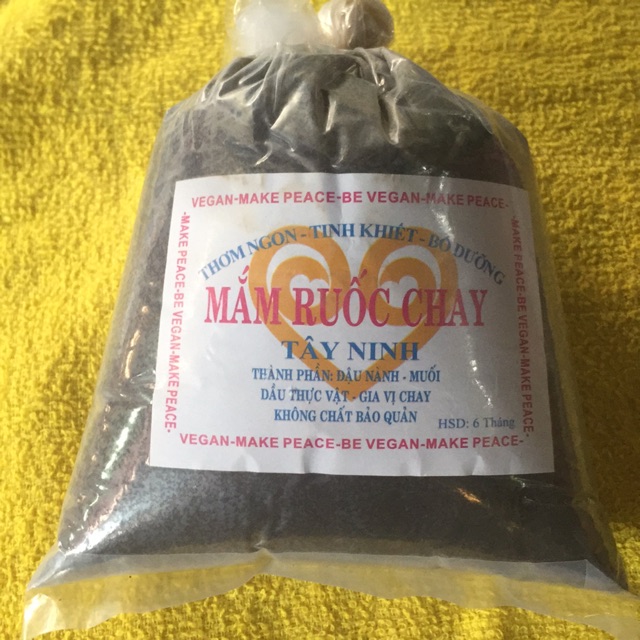 VEGAN-MAKE PEACE-BE VEGAN-MAKE PEACE-
-MAKE PEACE-BE VEGAN-MAKE PEACE-
THƠM NGON - TINH KHIẾT - BỔ DƯỠNG
MẮM RUỐC CHAY
TÂY NINH
THÀNH PHẦN: ĐẬU NÀNH - MUỐI
DẦU THỰC VẬT - GIA VỊ CHAY
KHÔNG CHẤT BẢO QUẢN
HSD: 6 Tháng
-MAKE PEACE-BE VEGAN-MAKE PEACE-
VEGAN-MAKE PEACE-BE VEGAN-MAKE PEACE-